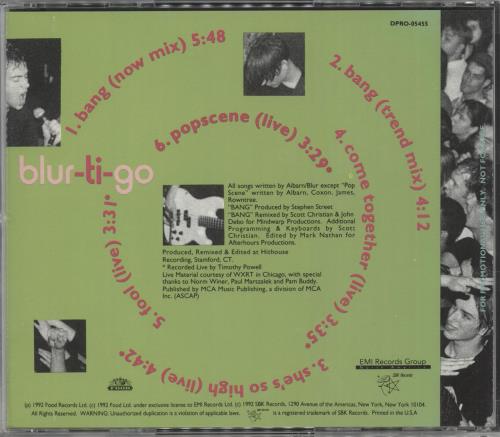 DPRO-05455
1. bang (now mix) 5:48
2. bang (trend mix) 4:12
3. she's so high (live) 4:42*
4. come together (live) 3:35*
5. fool (live) 3:31*
6. popscene (live) 3:29*
blur-ti-go
All songs written by Albarn/Blur except "Pop
Scene" written by Albarn, Coxon, James,
Rowntree.
"BANG" Produced by Stephen Street
"BANG" Remixed by Scott Christian & John
Debo for Mindwarp Productions. Additional
Programming & Keyboards by Scott
Christian. Edited by Mark Nathan for
Afterhours Productions.
Produced, Remixed & Edited at Hithouse
Recording, Stamford, CT.
* Recorded Live by Timothy Powell
Live Material courtesy of WXRT in Chicago, with special
thanks to Norm Winer, Paul Marszalek and Pam Buddy.
Published by MCA Music Publishing, a division of MCA
Inc. (ASCAP)
FOR PROMOTIONAL USE ONLY. NOT FOR SALE
FOOD
EMI Records Group
North America
SBK Records
(p) 1992 Food Records Ltd. (c) 1992 Food Ltd. under exclusive license to EMI Records Ltd. (c) 1992 SBK Records, 1290 Avenue of the Americas, New York, New York 10104.
All Rights Reserved. WARNING: Unauthorized duplication is a violation of applicable laws. SBK Records is a registered trademark of SBK Records. Printed in the U.S.A